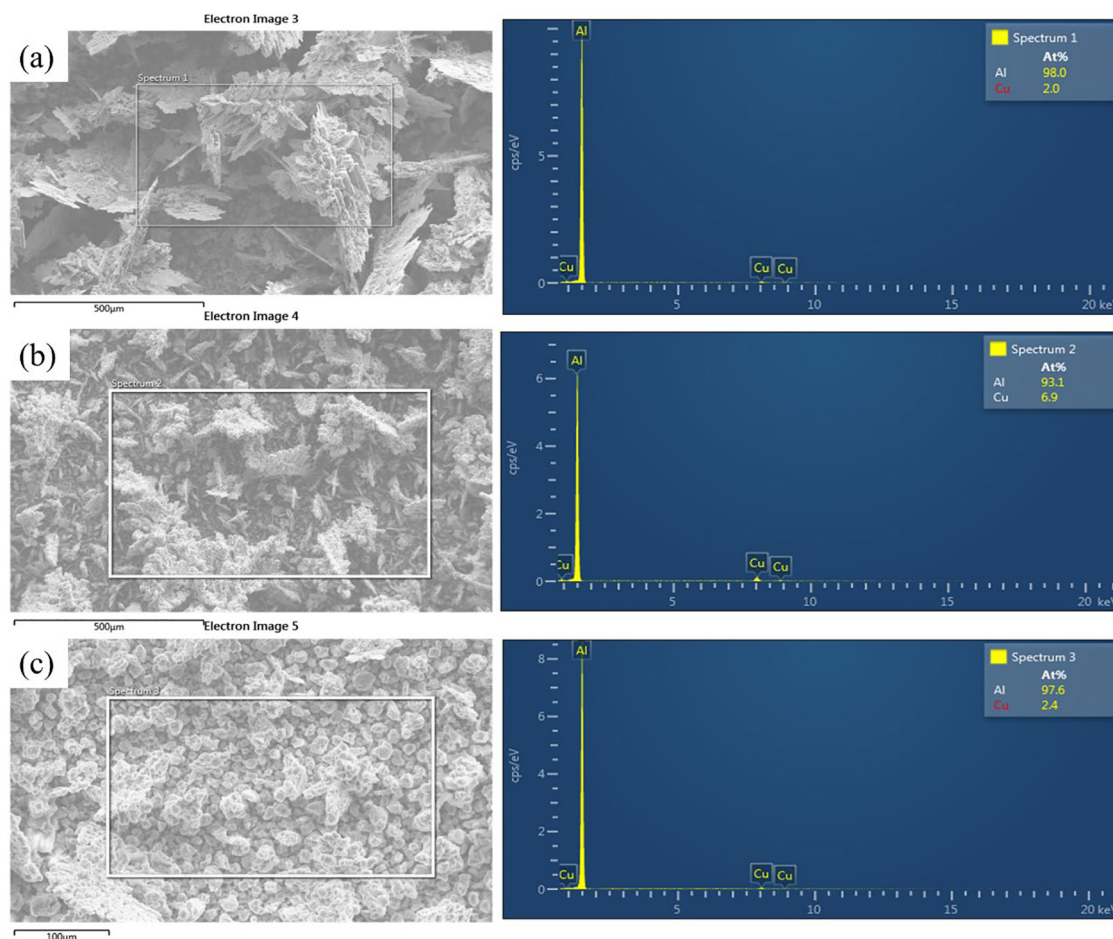 Electron Image 3
(a)
Spectrum 1
500μm
Al
Cu
Cu
Cu
cps/eV
5
0
5
10
15
20 keV
Spectrum 1
At%
Al 98.0
Cu 2.0
Electron Image 4
(b)
Spectrum 2
500μm
Al
Cu
Cu
Cu
cps/eV
6
4
2
0
5
10
15
20 keV
Spectrum 2
At%
Al 93.1
Cu 6.9
Electron Image 5
(c)
Spectrum 3
100μm
Al
Cu
Cu
Cu
cps/eV
8
6
4
2
0
5
10
15
20 keV
Spectrum 3
At%
Al 97.6
Cu 2.4